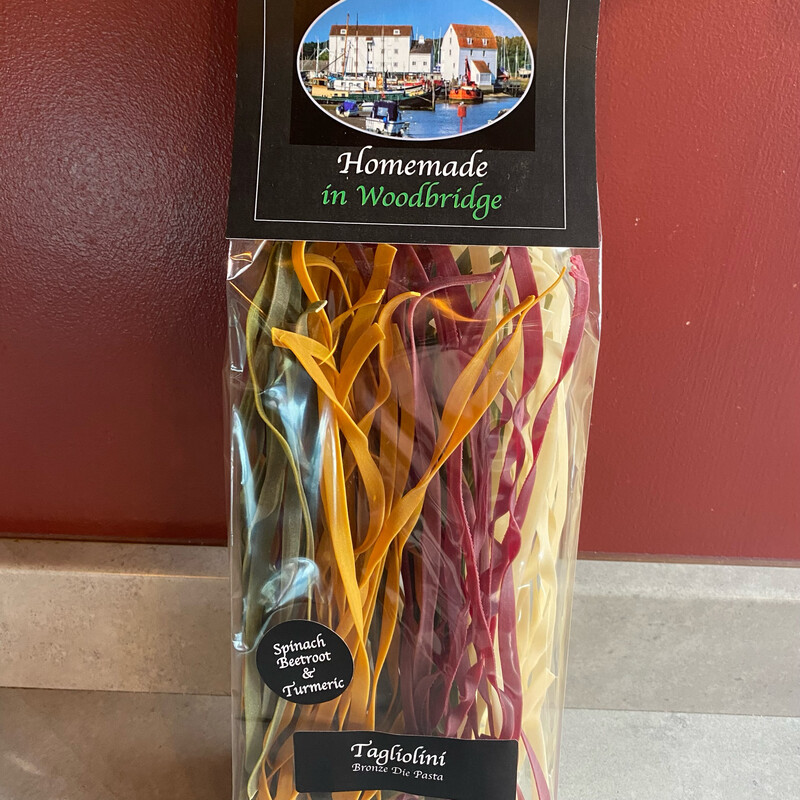 Homemade
in Woodbridge
Spinach
Beetroot
&
Turmeric
Tagliolini
Bronze Die Pasta